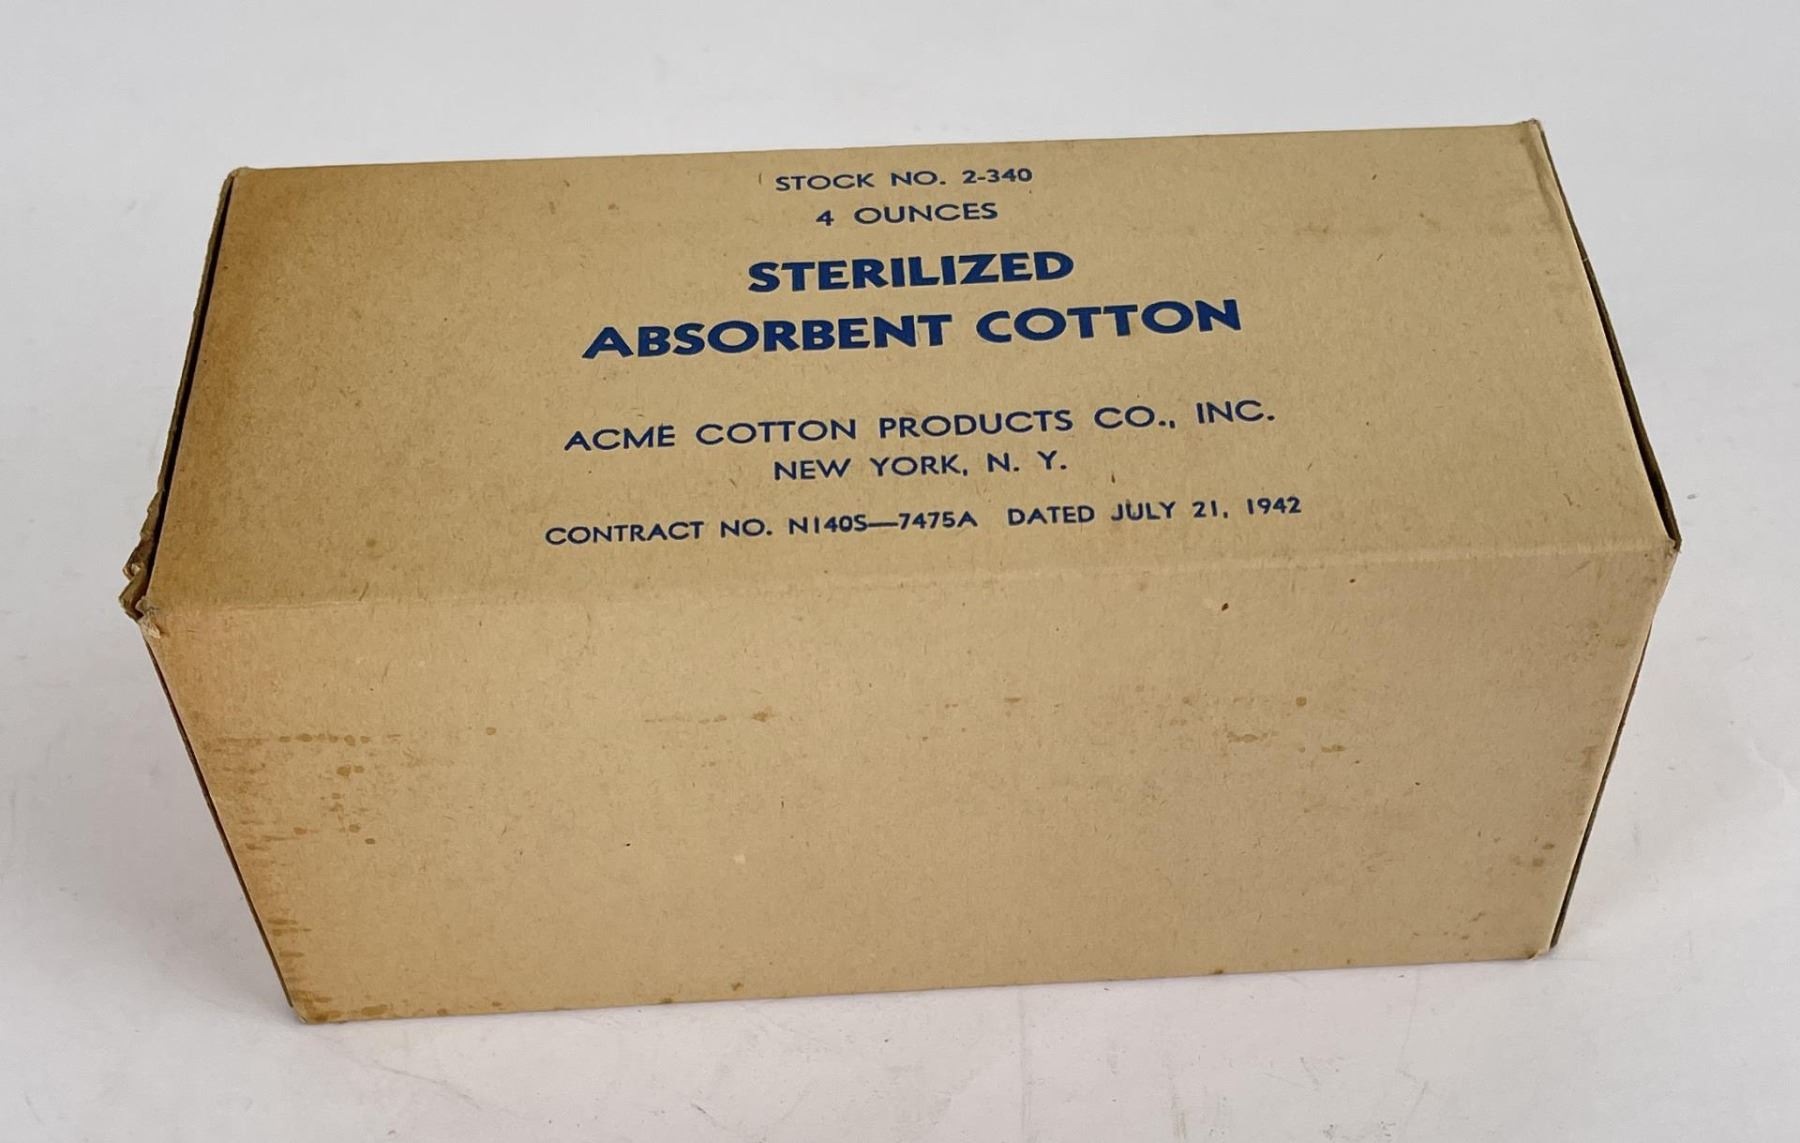 STOCK NO. 2-340
4 OUNCES
STERILIZED
ABSORBENT COTTON
ACME COTTON PRODUCTS CO., INC.
NEW YORK, N. Y.
CONTRACT NO. N140S—7475A DATED JULY 21, 1942